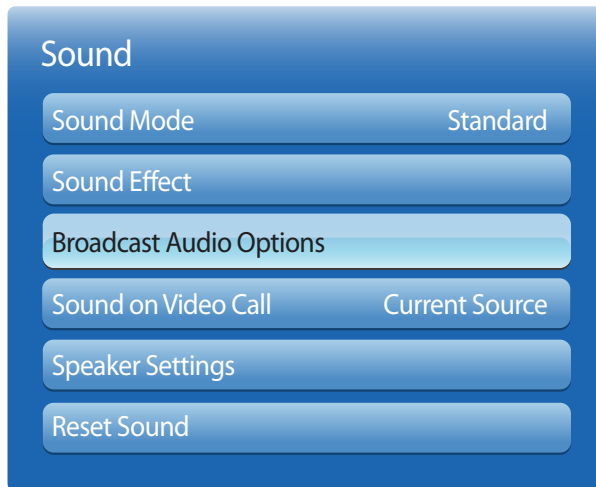 Sound
Sound Mode Standard
Sound Effect
Broadcast Audio Options
Sound on Video Call Current Source
Speaker Settings
Reset Sound